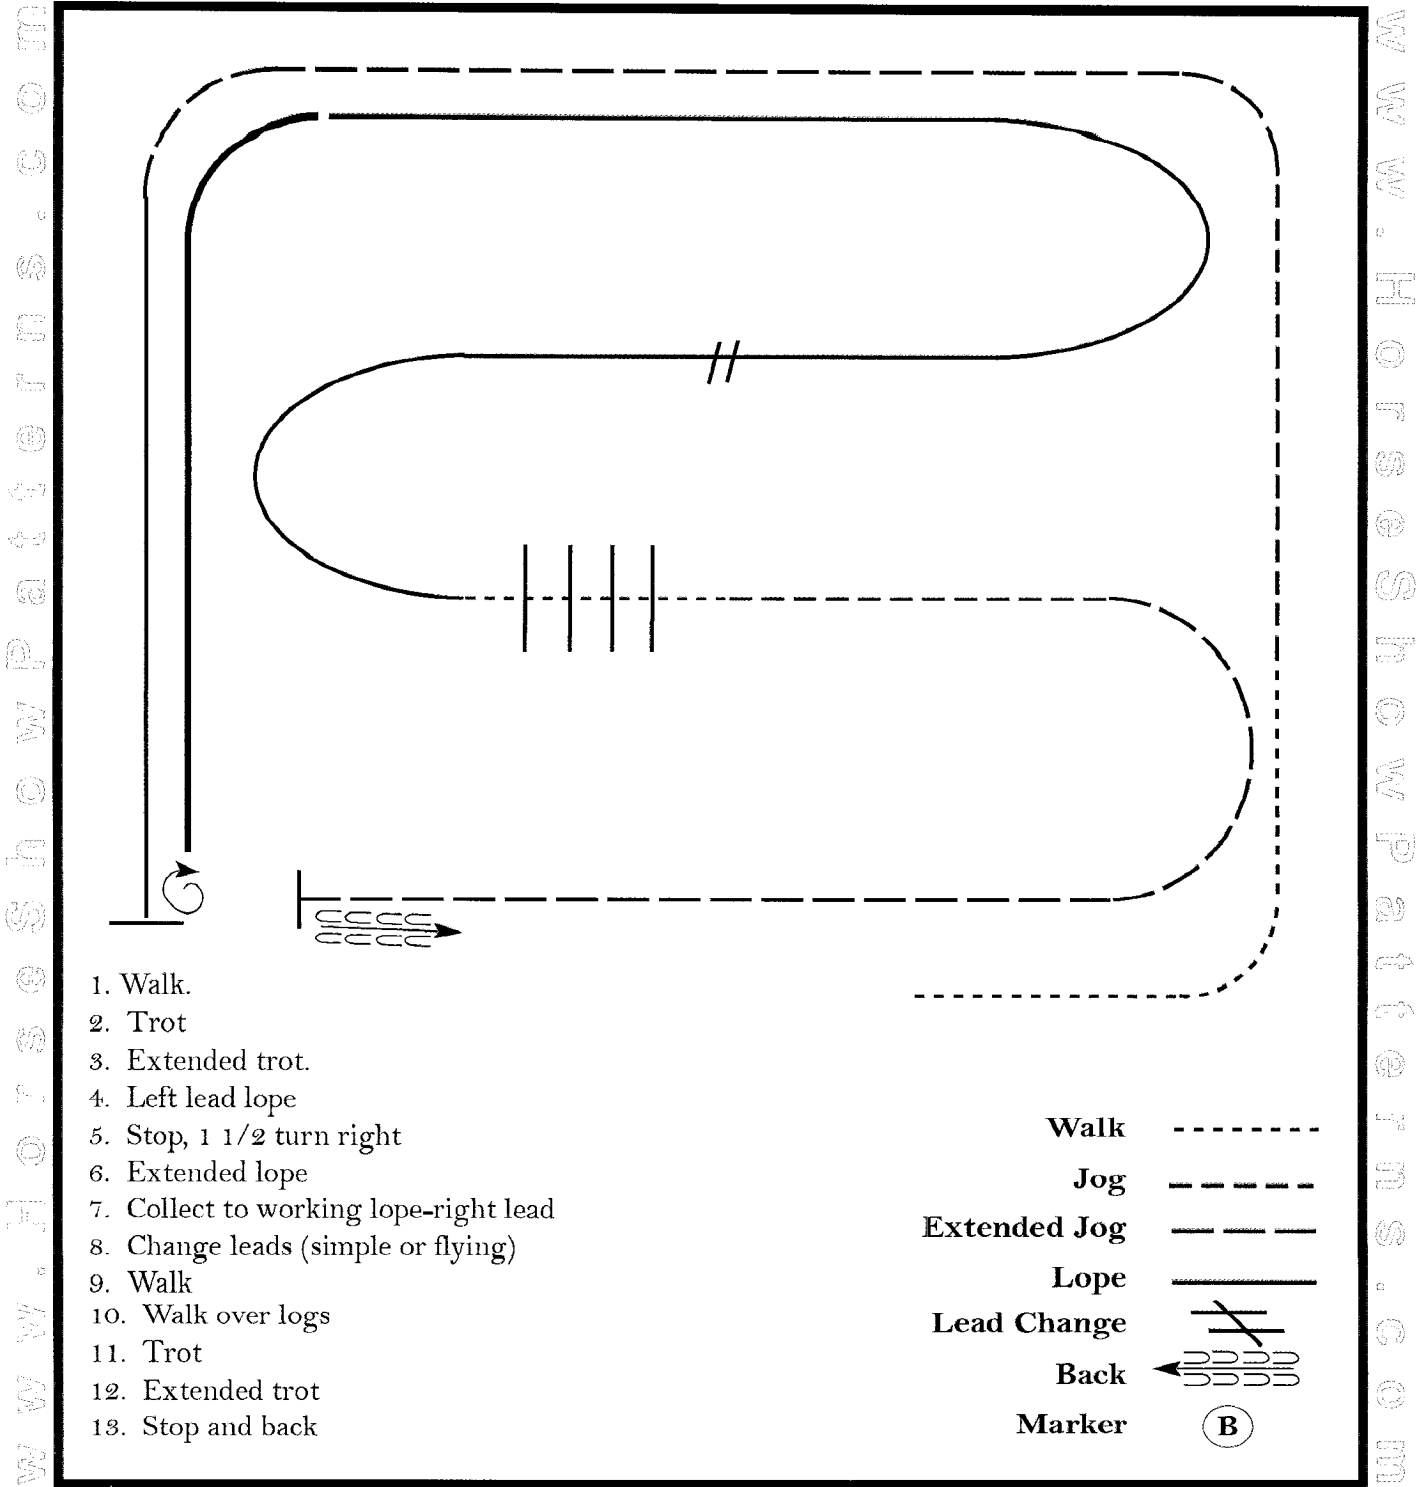 www.HorseShowPatterns.com
www.HorseShowPatterns.com
1. Walk.
2. Trot
3. Extended trot.
4. Left lead lope
5. Stop, 1 1/2 turn right
6. Extended lope
7. Collect to working lope-right lead
8. Change leads (simple or flying)
9. Walk
10. Walk over logs
11. Trot
12. Extended trot
13. Stop and back
Walk
Jog
Extended Jog
Lope
Lead Change
Back
Marker B